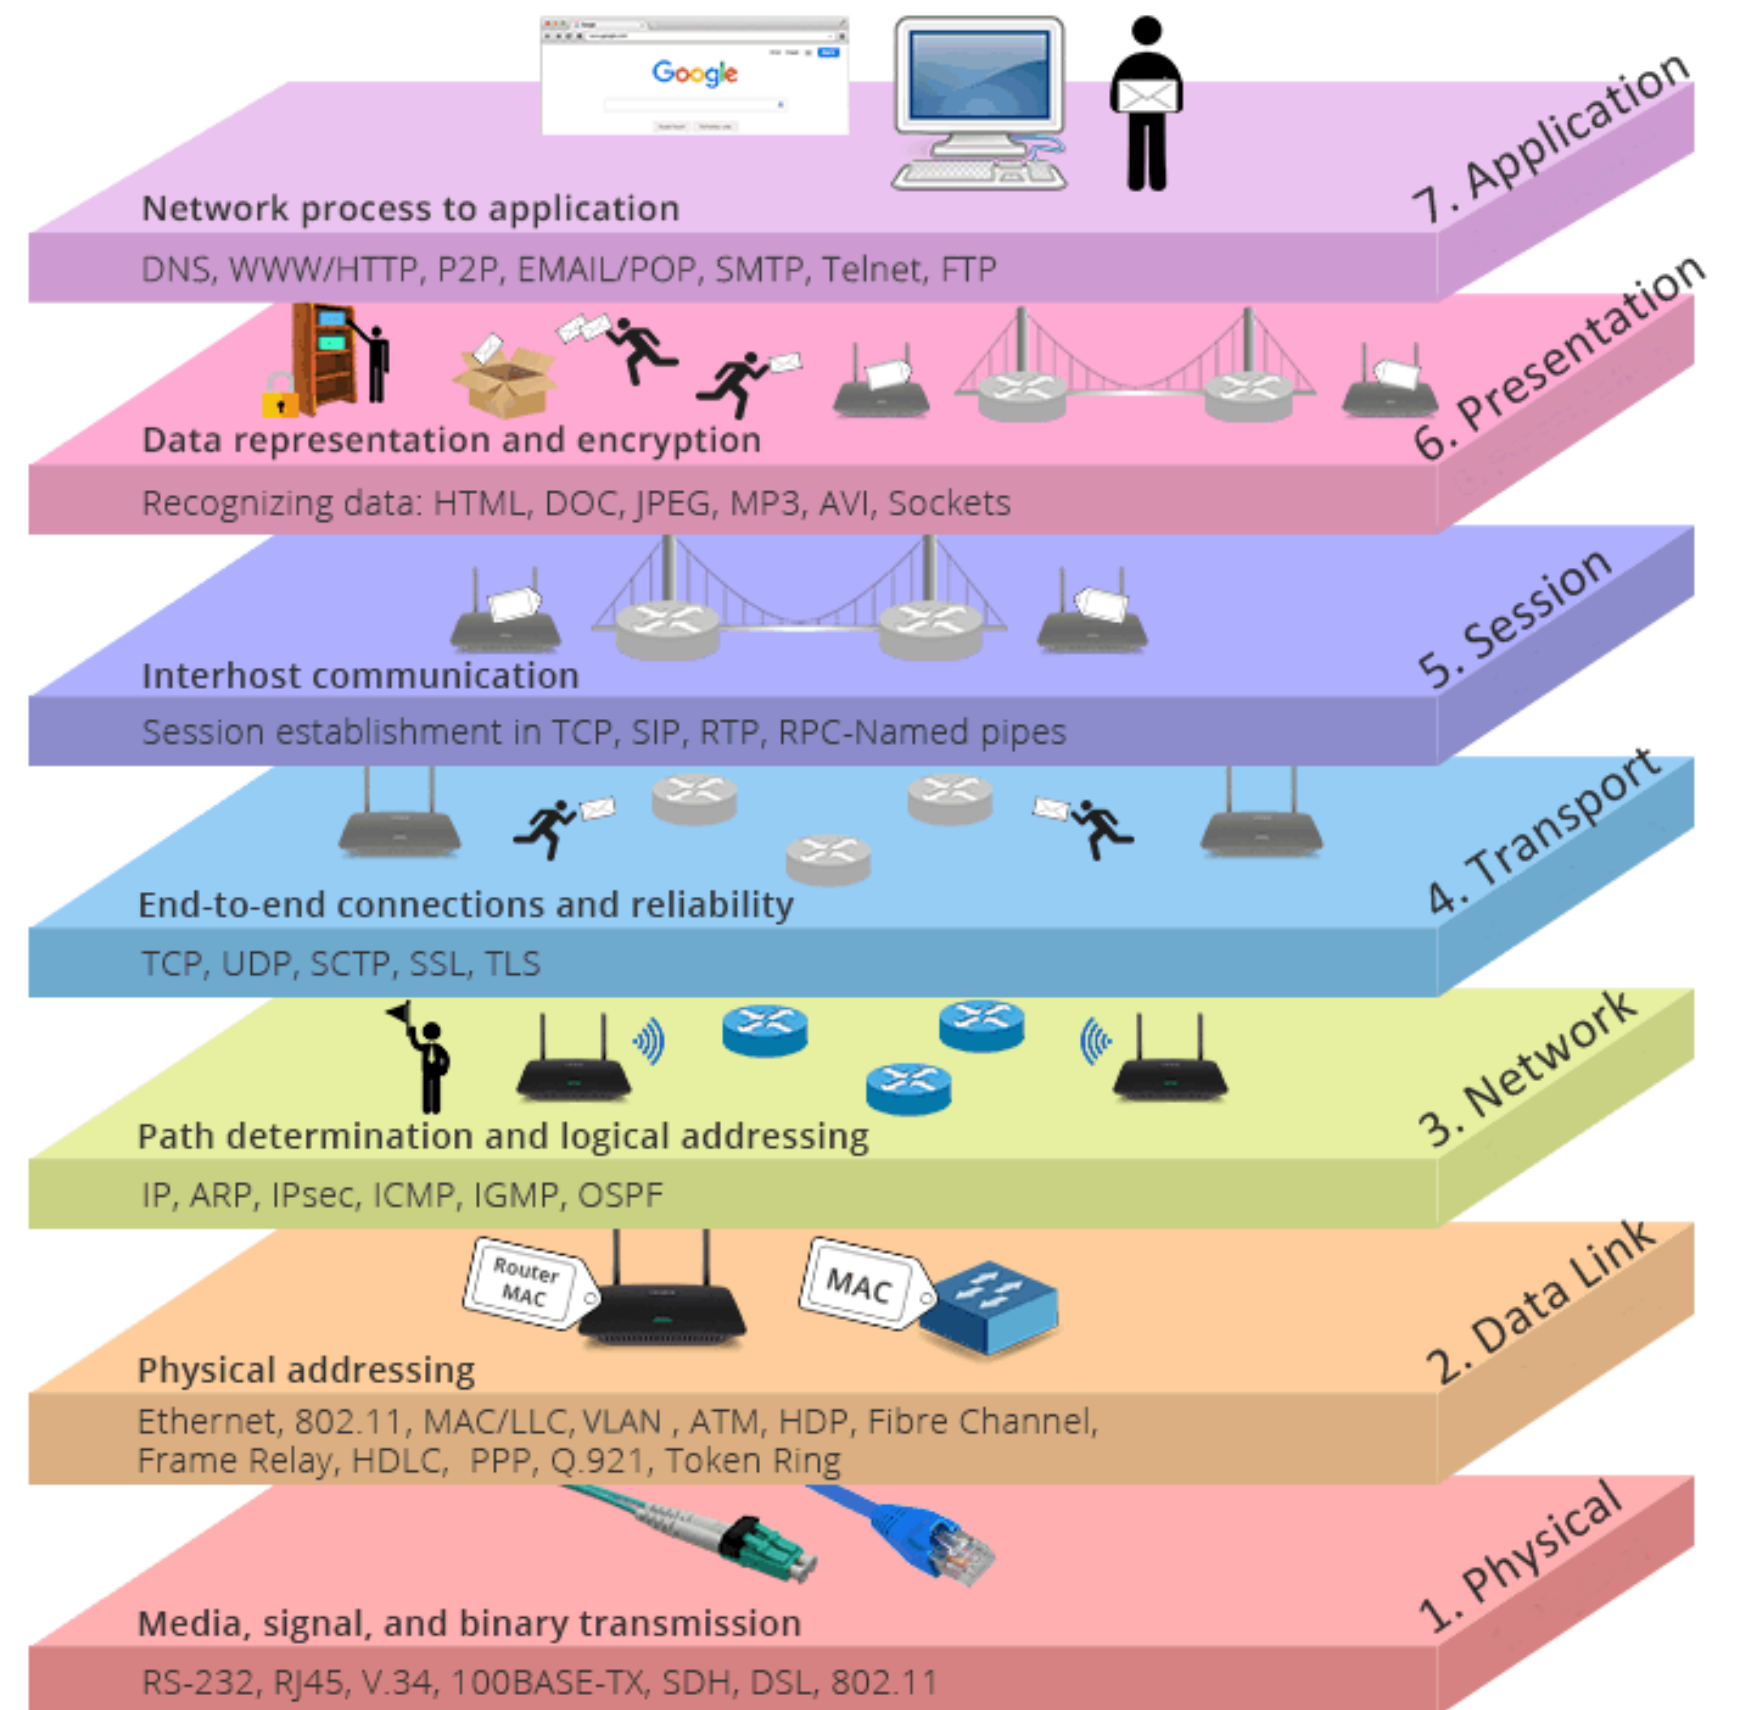 Google
7. Application
Network process to application
DNS, WWW/HTTP, P2P, EMAIL/POP, SMTP, Telnet, FTP
6. Presentation
Data representation and encryption
Recognizing data: HTML, DOC, JPEG, MP3, AVI, Sockets
5. Session
Interhost communication
Session establishment in TCP, SIP, RTP, RPC-Named pipes
4. Transport
End-to-end connections and reliability
TCP, UDP, SCTP, SSL, TLS
3. Network
Path determination and logical addressing
IP, ARP, IPsec, ICMP, IGMP, OSPF
2. Data Link
Router
MAC
MAC
Physical addressing
Ethernet, 802.11, MAC/LLC, VLAN , ATM, HDP, Fibre Channel,
Frame Relay, HDLC, PPP, Q.921, Token Ring
1. Physical
Media, signal, and binary transmission
RS-232, RJ45, V.34, 100BASE-TX, SDH, DSL, 802.11